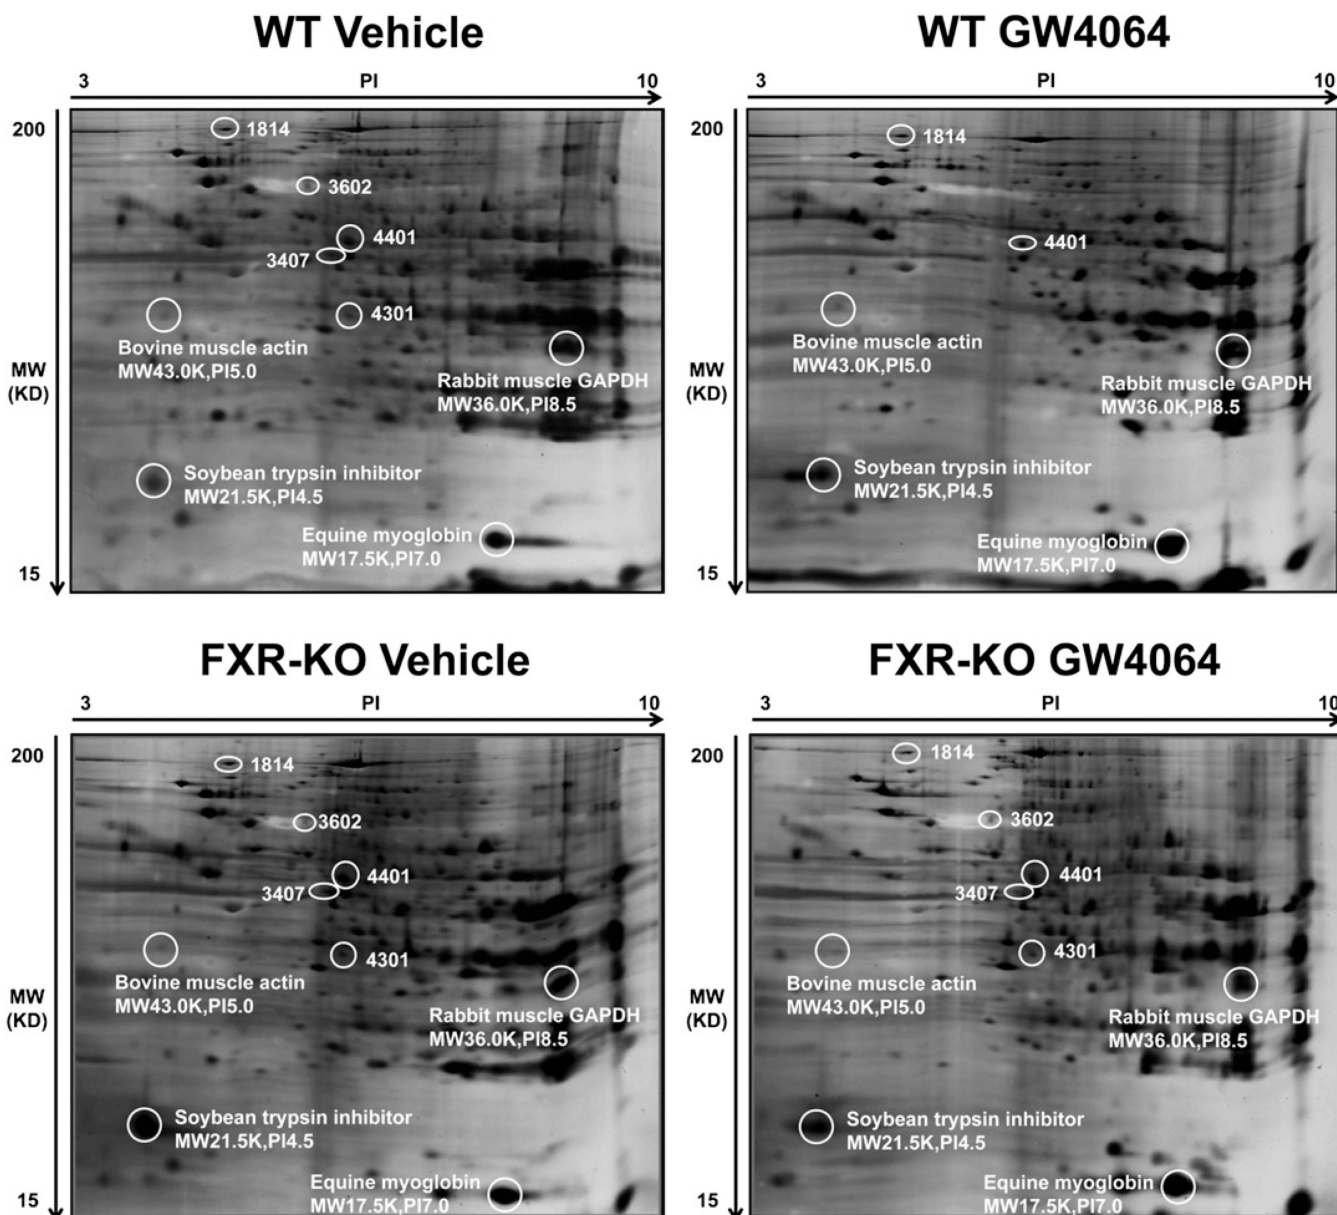 WT Vehicle
3 PI 10
200
1814
3602
4401
3407
4301
Bovine muscle actin
MW43.0K,PI5.0
MW
(KD)
Rabbit muscle GAPDH
MW36.0K,PI8.5
Soybean trypsin inhibitor
MW21.5K,PI4.5
Equine myoglobin
MW17.5K,PI7.0
15
WT GW4064
3 PI 10
1814
4401
Bovine muscle actin
MW43.0K,PI5.0
Rabbit muscle GAPDH
MW36.0K,PI8.5
Soybean trypsin inhibitor
MW21.5K,PI4.5
Equine myoglobin
MW17.5K,PI7.0
FXR-KO Vehicle
3 PI 10
200
1814
3602
4401
3407
4301
Bovine muscle actin
MW43.0K,PI5.0
MW
(KD)
Rabbit muscle GAPDH
MW36.0K,PI8.5
Soybean trypsin inhibitor
MW21.5K,PI4.5
Equine myoglobin
MW17.5K,PI7.0
15
FXR-KO GW4064
3 PI 10
200
1814
3602
4401
3407
4301
Bovine muscle actin
MW43.0K,PI5.0
MW
(KD)
Rabbit muscle GAPDH
MW36.0K,PI8.5
Soybean trypsin inhibitor
MW21.5K,PI4.5
Equine myoglobin
MW17.5K,PI7.0
15